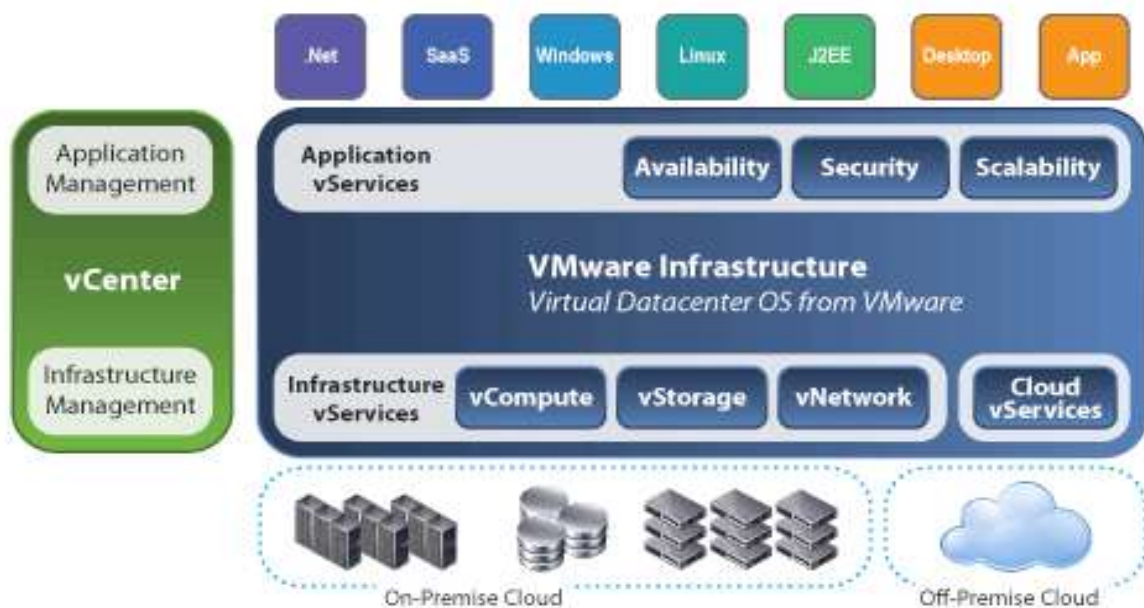 .Net
SaaS
Windows
Linux
J2EE
Desktop
App
Application
Management
vCenter
Infrastructure
Management
Application
vServices
Availability
Security
Scalability
VMware Infrastructure
Virtual Datacenter OS from VMware
Infrastructure
vServices
vCompute
vStorage
vNetwork
Cloud
vServices
On-Premise Cloud
Off-Premise Cloud